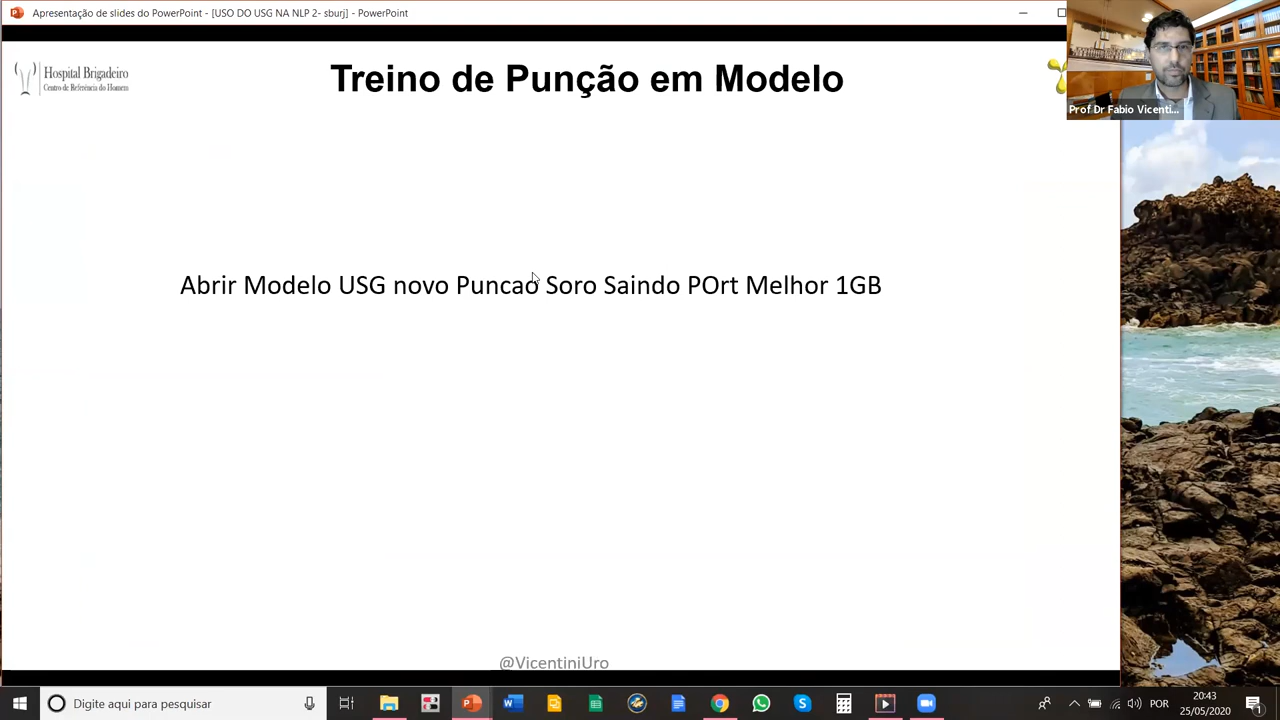 Apresentação de slides do PowerPoint - [USO DO USG NA NLP 2- sburj] - PowerPoint
Hospital Brigadeiro
Centro de Referência do Homem
Treino de Punção em Modelo
Prof Dr Fabio Vicenti...
Abrir Modelo USG novo Puncao Soro Saindo POrt Melhor 1GB
@VicentiniUro
Digite aqui para pesquisar
POR
20:43
25/05/2020
1